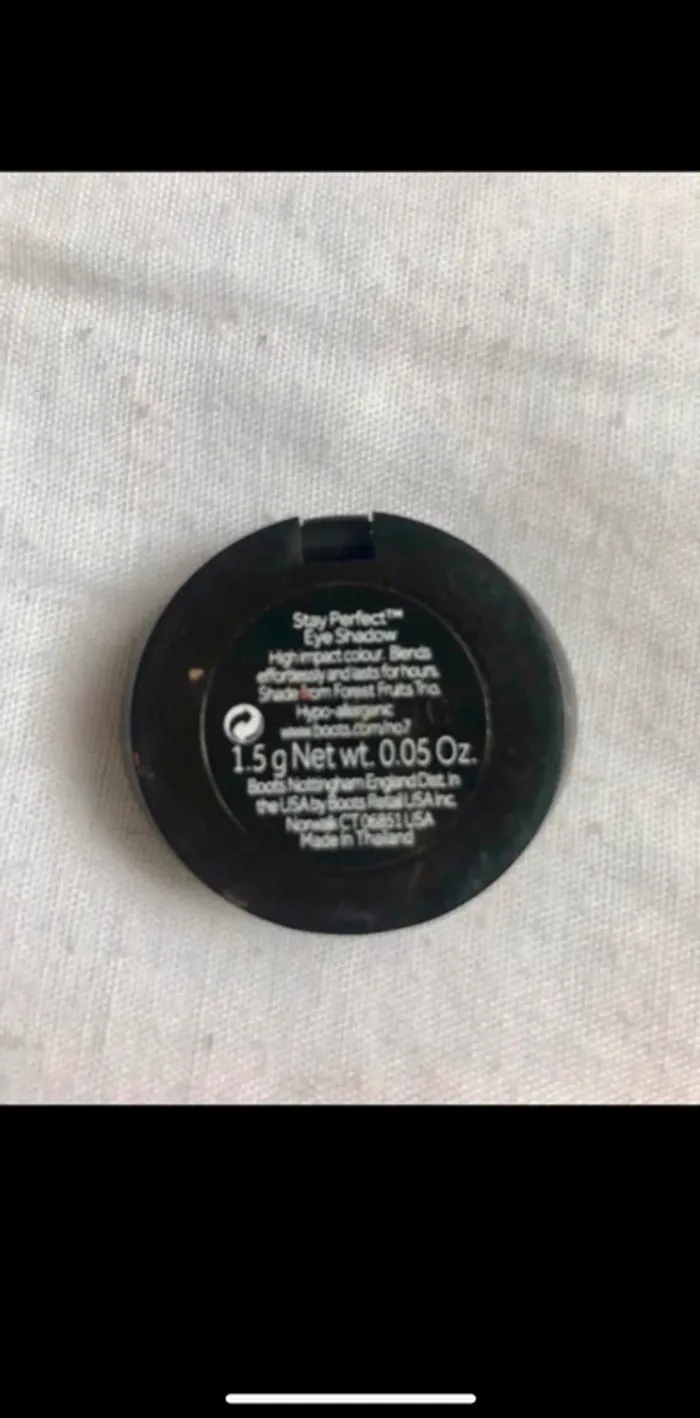 Stay Perfect™
Eye Shadow
High impact colour. Blends
effortlessly and lasts for hours.
Shade from Forest Fruits Trio.
Hypo-allergenic
www.boots.com/no7
1.5 g Net wt. 0.05 Oz.
Boots Nottingham England Dist. in
the USA by Boots Retail USA Inc.
Norwalk CT 06851 USA
Made in Thailand